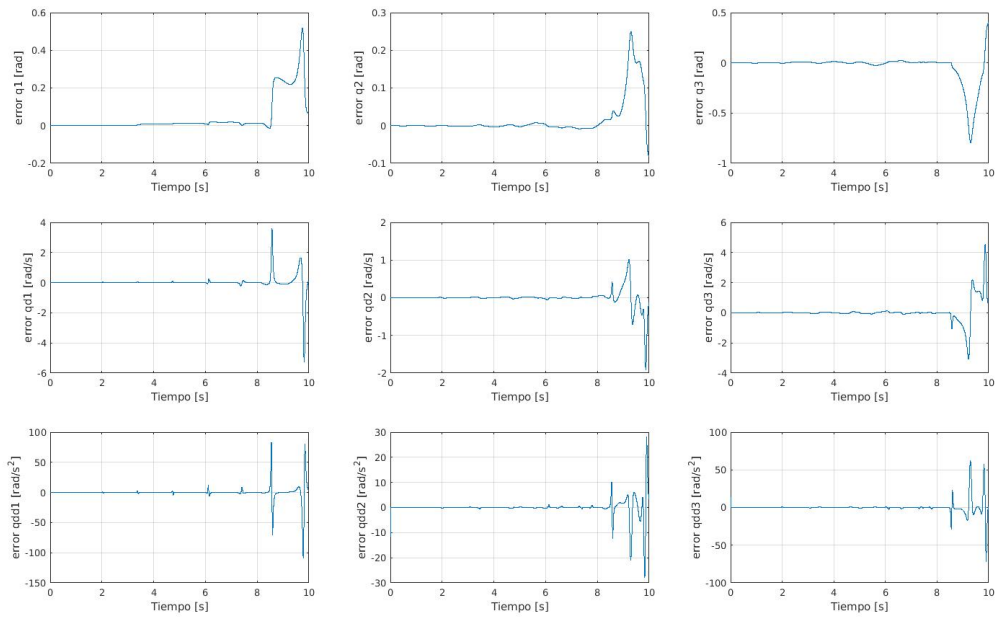 0.6
0.4
0.2
0
-0.2
error q1 [rad]
0 2 4 6 8 10
Tiempo [s]
0.3
0.2
0.1
0
-0.1
error q2 [rad]
0 2 4 6 8 10
Tiempo [s]
0.5
0
-0.5
-1
error q3 [rad]
0 2 4 6 8 10
Tiempo [s]
4
2
0
-2
-4
-6
error qd1 [rad/s]
0 2 4 6 8 10
Tiempo [s]
2
1
0
-1
-2
error qd2 [rad/s]
0 2 4 6 8 10
Tiempo [s]
6
4
2
0
-2
-4
error qd3 [rad/s]
0 2 4 6 8 10
Tiempo [s]
100
50
0
-50
-100
-150
error qdd1 [rad/s²]
0 2 4 6 8 10
Tiempo [s]
30
20
10
0
-10
-20
-30
error qdd2 [rad/s²]
0 2 4 6 8 10
Tiempo [s]
100
50
0
-50
-100
error qdd3 [rad/s²]
0 2 4 6 8 10
Tiempo [s]